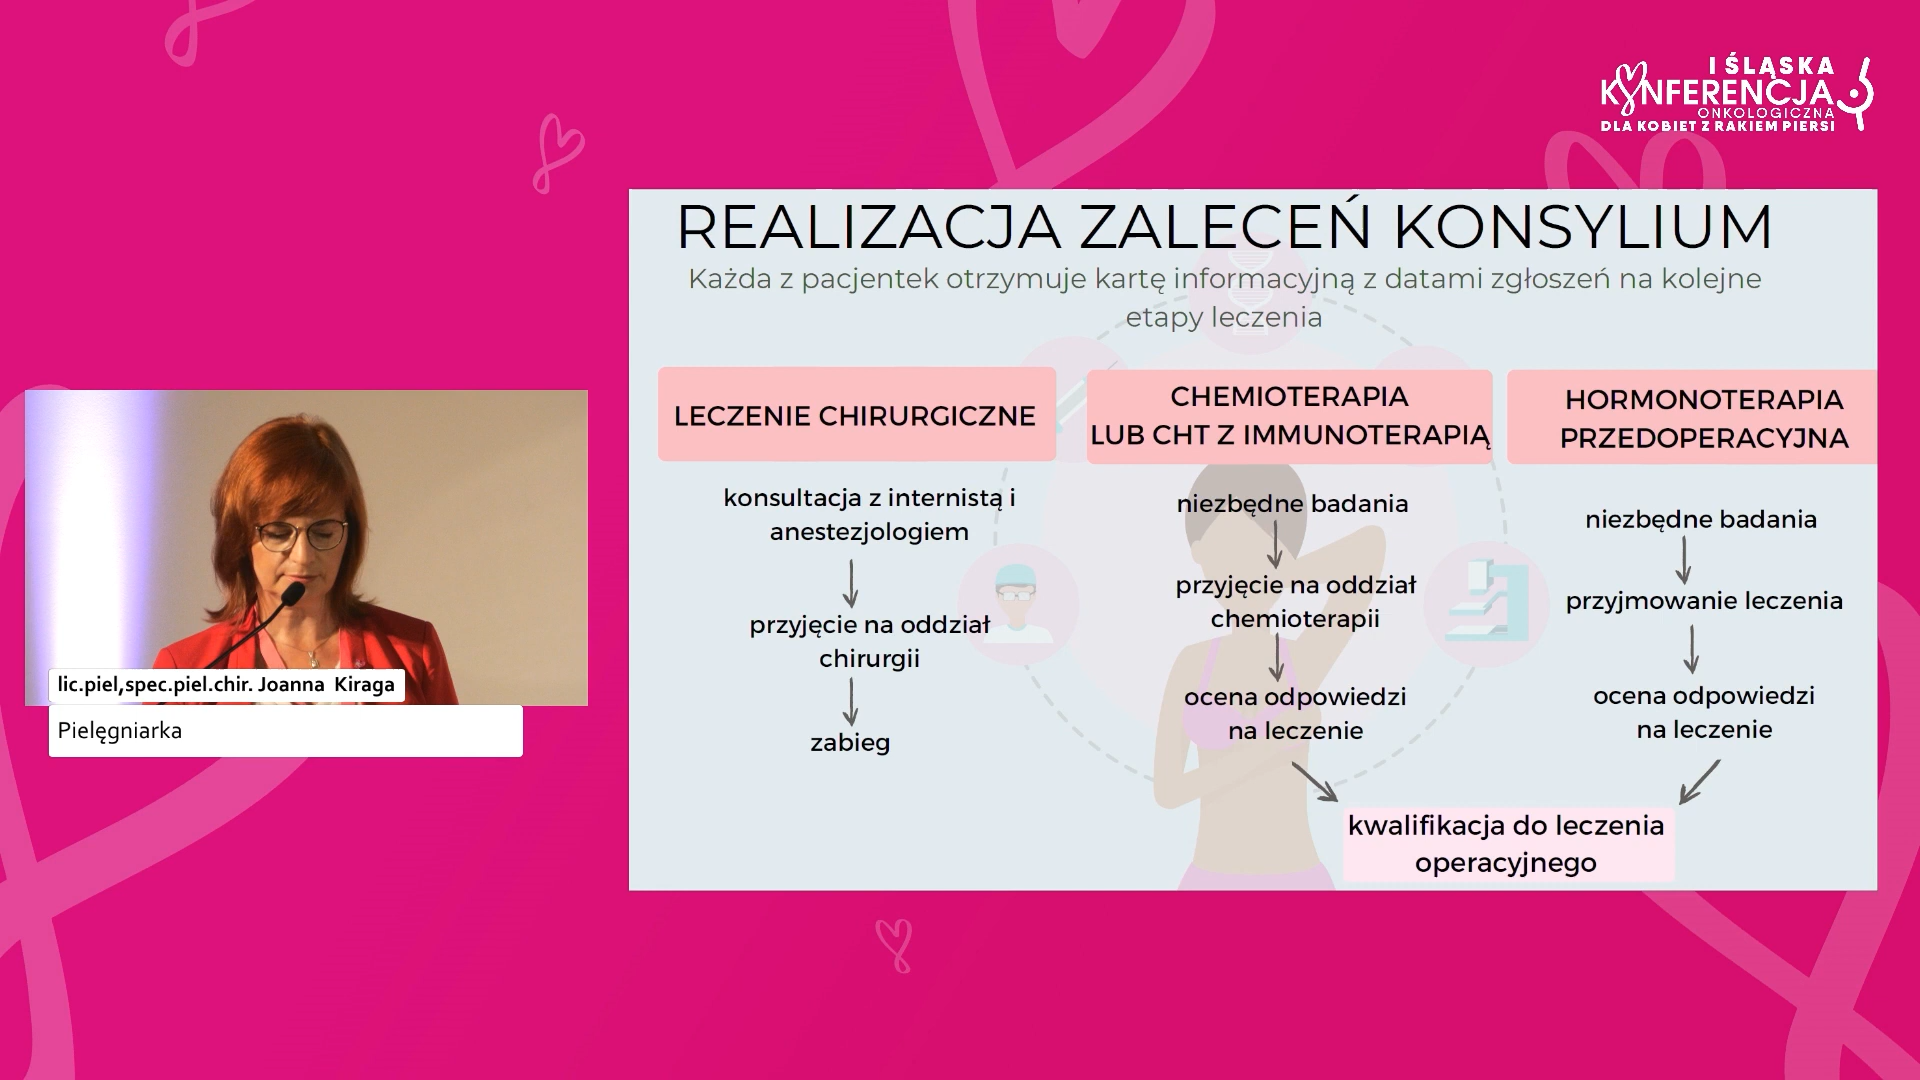 I ŚLĄSKA
KONFERENCJA
ONKOLOGICZNA
DLA KOBIET Z RAKIEM PIERSI
REALIZACJA ZALECEŃ KONSYLIUM
Każda z pacjentek otrzymuje kartę informacyjną z datami zgłoszeń na kolejne
etapy leczenia
LECZENIE CHIRURGICZNE
konsultacja z internistą i
anestezjologiem
przyjęcie na oddział
chirurgii
zabieg
CHEMIOTERAPIA
LUB CHT Z IMMUNOTERAPIĄ
niezbędne badania
przyjęcie na oddział
chemioterapii
ocena odpowiedzi
na leczenie
HORMONOTERAPIA
PRZEDOPERACYJNA
niezbędne badania
przyjmowanie leczenia
ocena odpowiedzi
na leczenie
kwalifikacja do leczenia
operacyjnego
lic.piel,spec.piel.chir. Joanna  Kiraga
Pielęgniarka